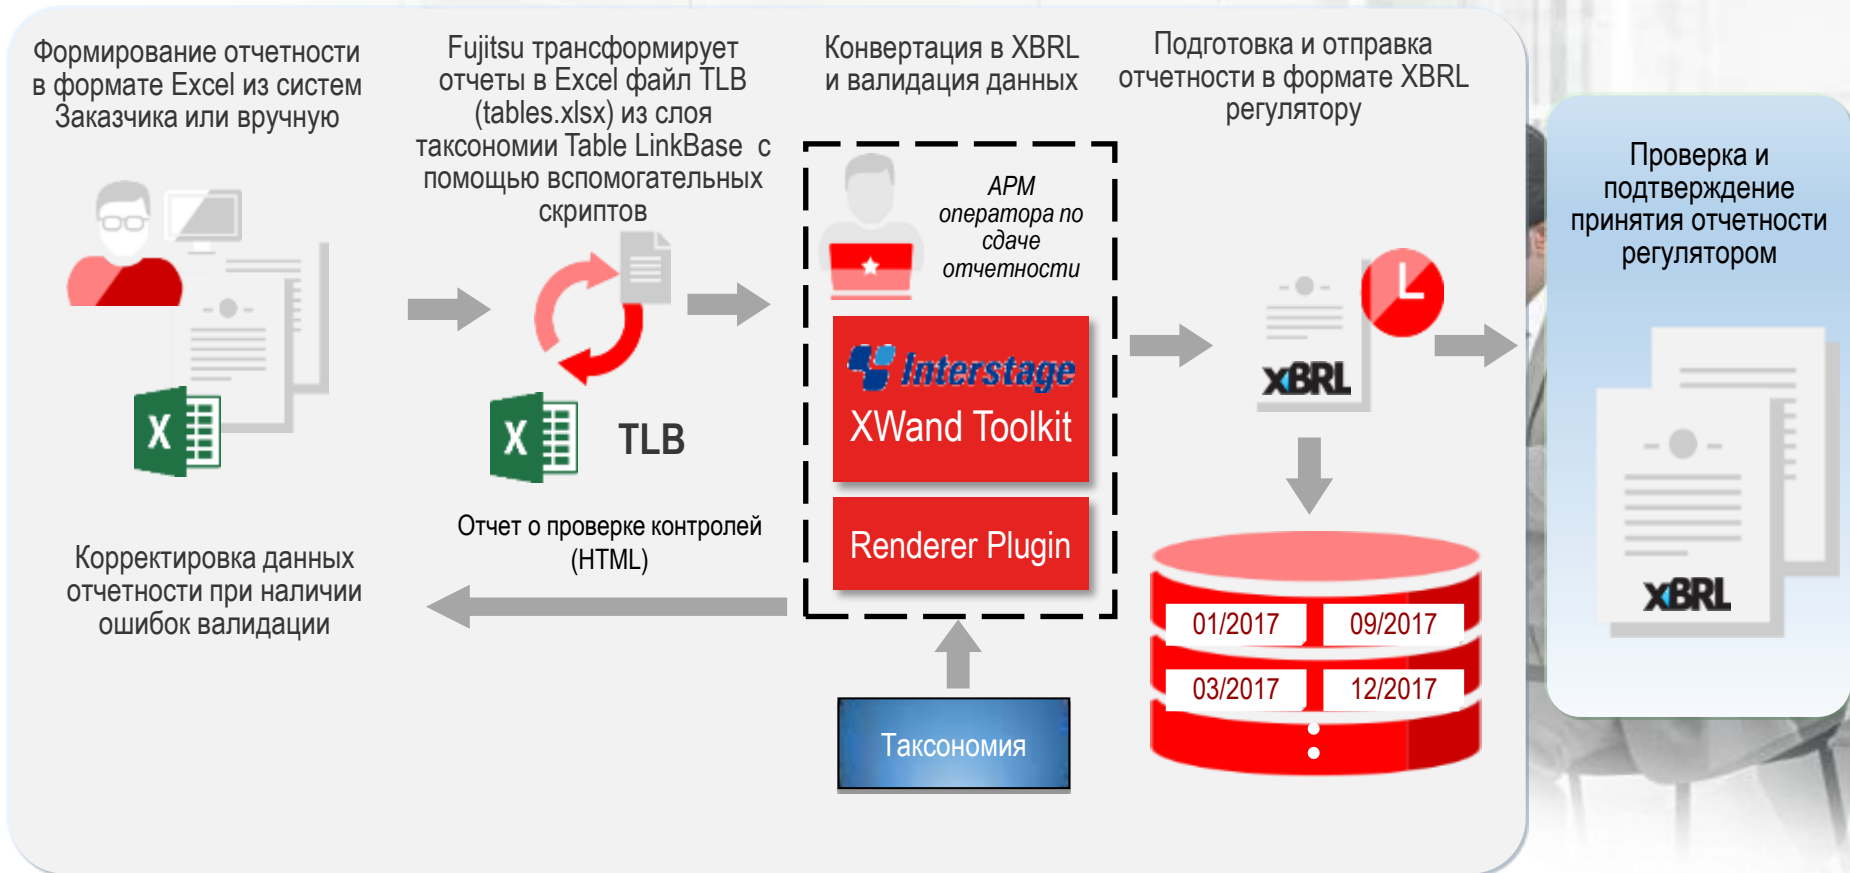 Формирование отчетности
в формате Excel из систем
Заказчика или вручную
Fujitsu трансформирует
отчеты в Excel файл TLB
(tables.xlsx) из слоя
таксономии Table LinkBase с
помощью вспомогательных
скриптов
Конвертация в XBRL
и валидация данных
Подготовка и отправка
отчетности в формате XBRL
регулятору
Проверка и
подтверждение
принятия отчетности
регулятором
АРМ
оператора по
сдаче
отчетности
Interstage
XWand Toolkit
Renderer Plugin
X
X
TLB
XBRL
XBRL
Отчет о проверке контролей
(HTML)
Корректировка данных
отчетности при наличии
ошибок валидации
Таксономия
01/2017
09/2017
03/2017
12/2017